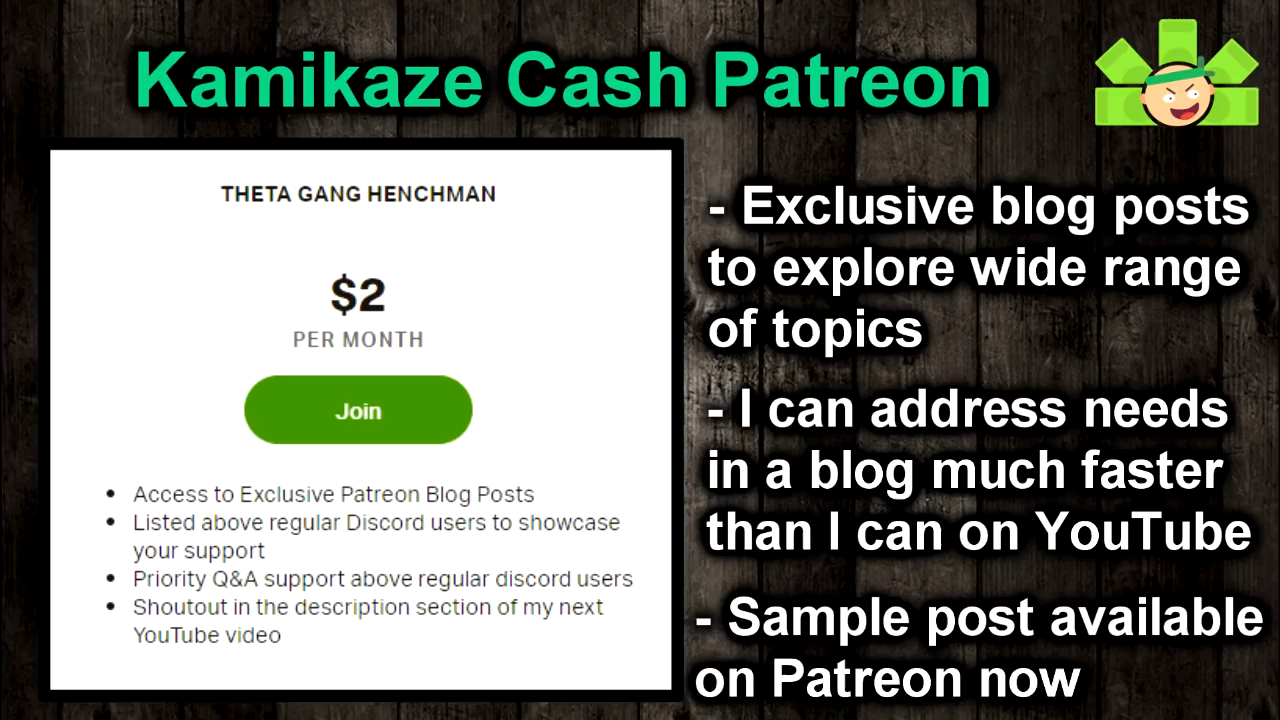 Kamikaze Cash Patreon
THETA GANG HENCHMAN
$2
PER MONTH
Join
• Access to Exclusive Patreon Blog Posts
• Listed above regular Discord users to showcase
your support
• Priority Q&A support above regular discord users
• Shoutout in the description section of my next
YouTube video
- Exclusive blog posts
to explore wide range
of topics
- I can address needs
in a blog much faster
than I can on YouTube
- Sample post available
on Patreon now